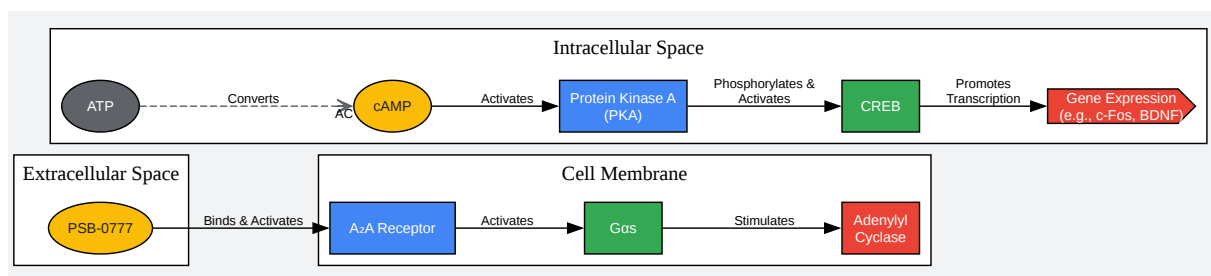 Intracellular Space
ATP
Converts
AC
cAMP
Activates
Protein Kinase A
(PKA)
Phosphorylates &
Activates
CREB
Promotes
Transcription
Gene Expression
(e.g., c-Fos, BDNF)
Extracellular Space
PSB-0777
Binds & Activates
Cell Membrane
A₂A Receptor
Activates
Gαs
Stimulates
Adenylyl
Cyclase